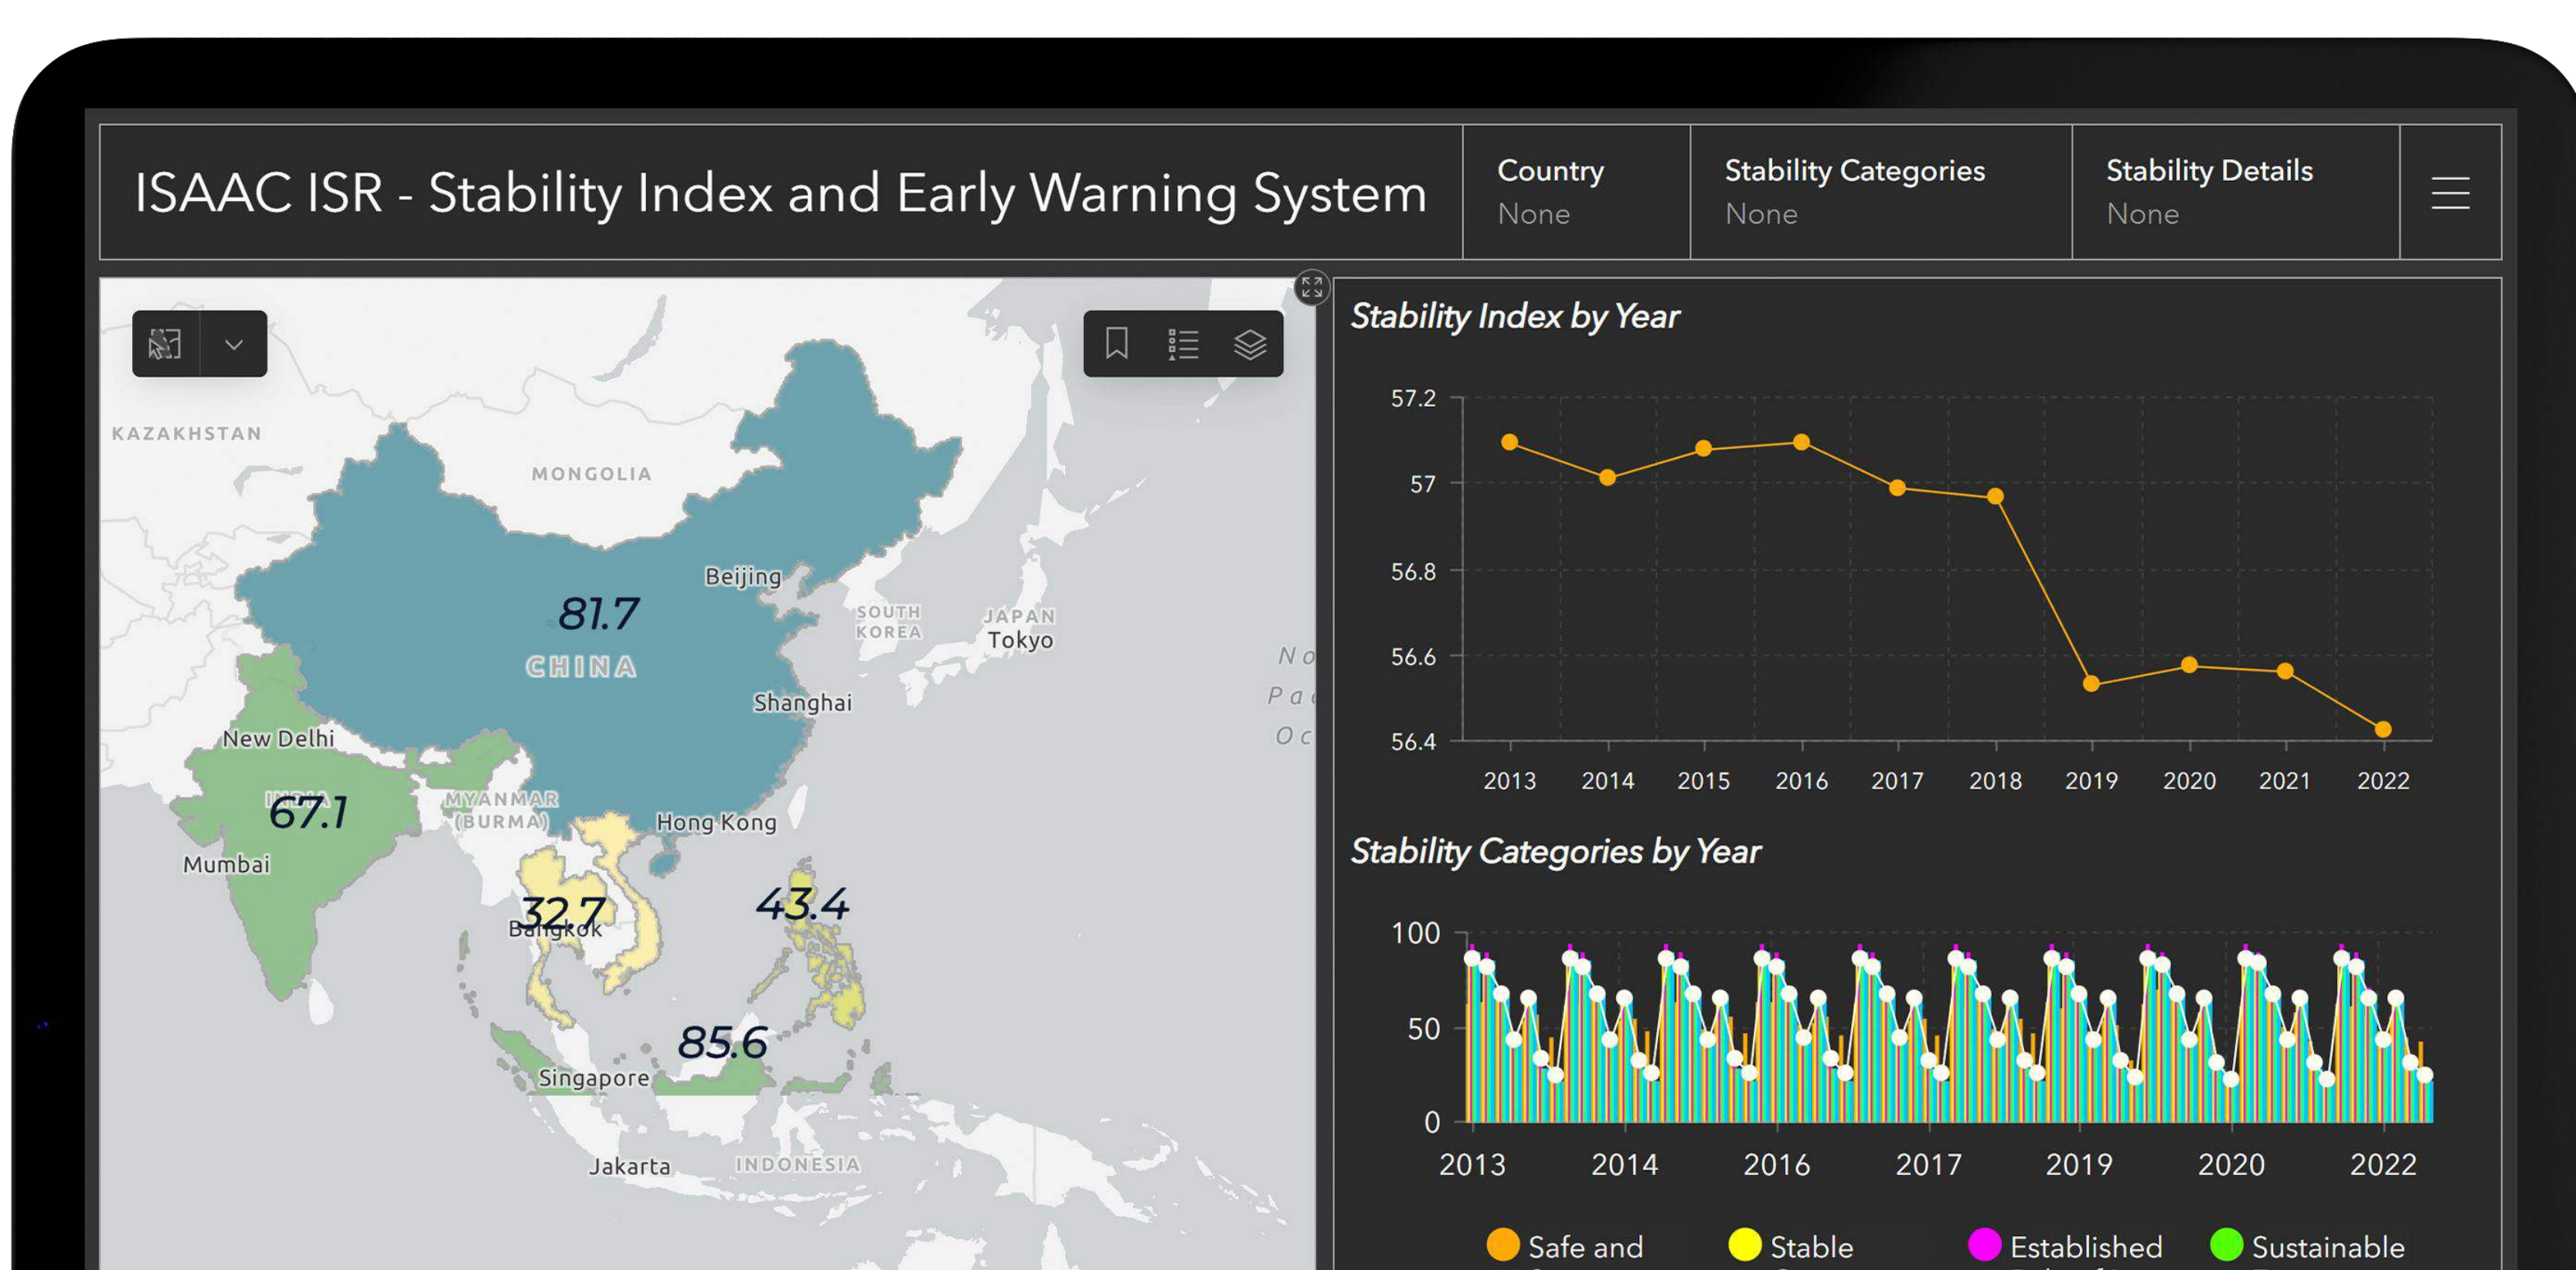 ISAAC ISR - Stability Index and Early Warning System
Country
None
Stability Categories
None
Stability Details
None
KAZAKHSTAN
MONGOLIA
Beijing
81.7
CHINA
SOUTH
KOREA
JAPAN
Tokyo
Shanghai
New Delhi
INDIA
67.1
MYANMAR
(BURMA)
Hong Kong
Mumbai
32.7
Bangkok
43.4
85.6
Singapore
Jakarta
INDONESIA
No
Pac
Oc
Stability Index by Year
57.2
57
56.8
56.6
56.4
2013 2014 2015 2016 2017 2018 2019 2020 2021 2022
Stability Categories by Year
100
50
0
2013 2014 2016 2017 2019 2020 2022
Safe and
Stable
Established
Sustainable